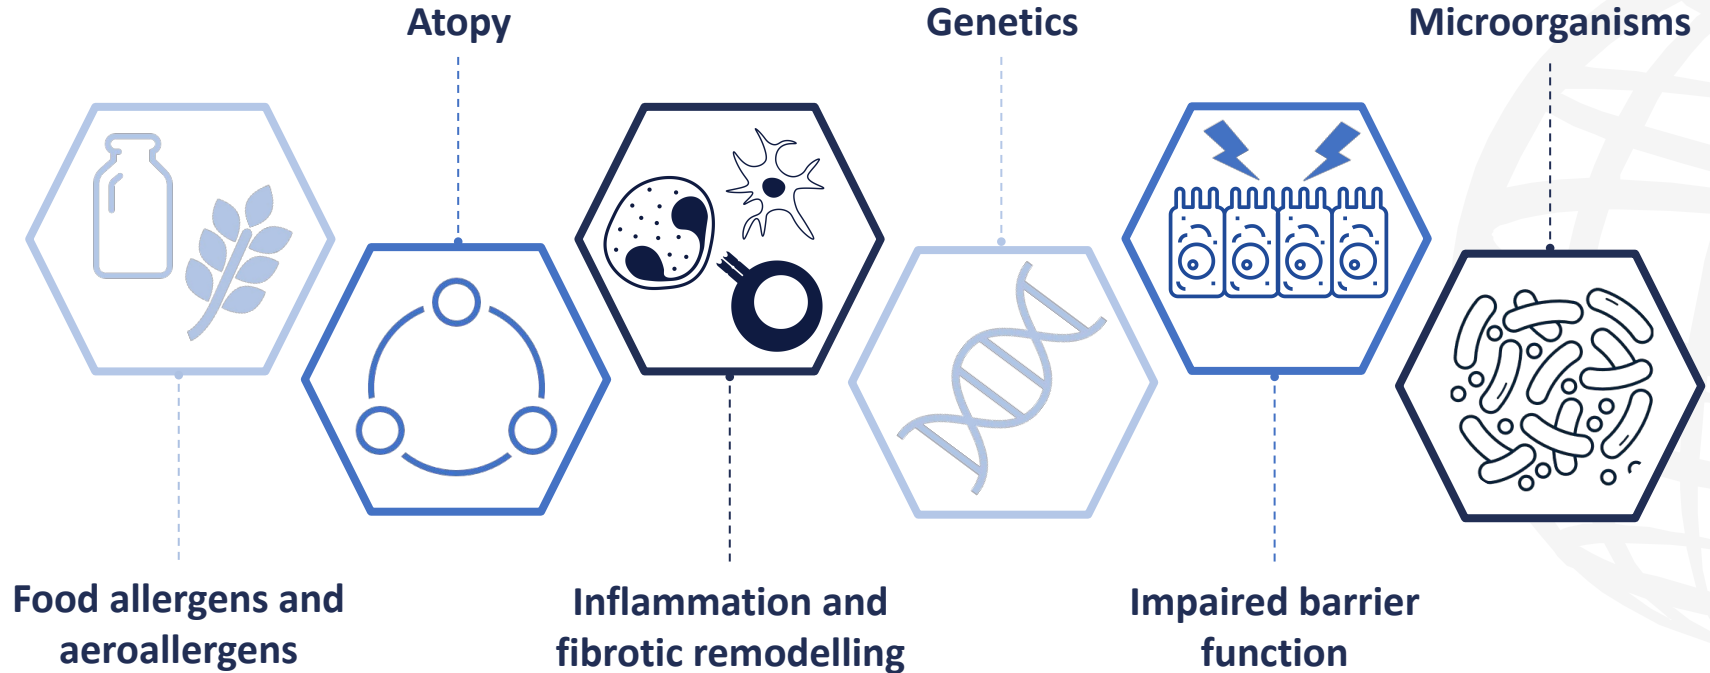 Atopy
Genetics
Microorganisms
Food allergens and
aeroallergens
Inflammation and
fibrotic remodelling
Impaired barrier
function